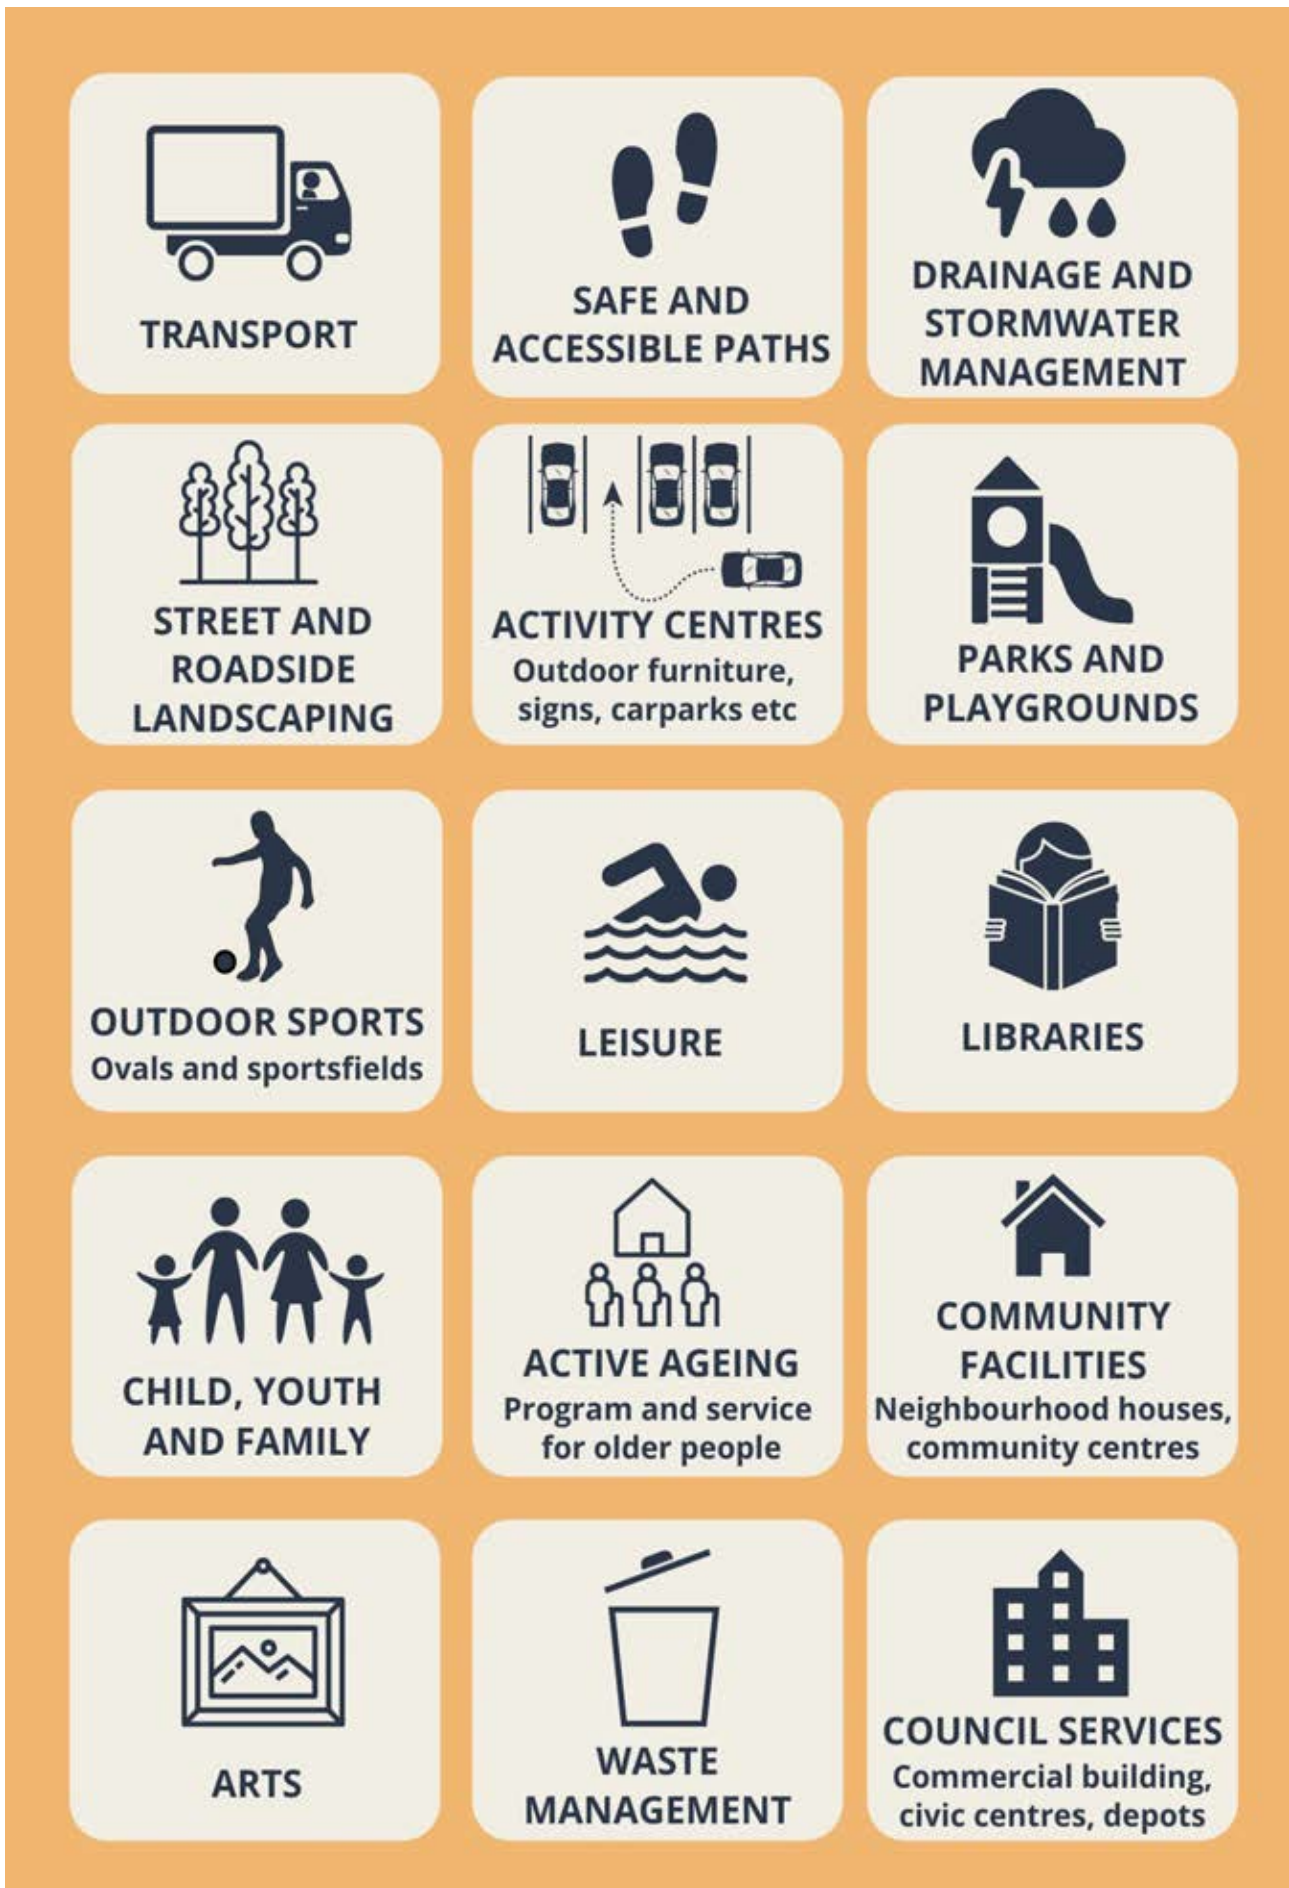 TRANSPORT
SAFE AND
ACCESSIBLE PATHS
DRAINAGE AND
STORMWATER
MANAGEMENT
STREET AND
ROADSIDE
LANDSCAPING
ACTIVITY CENTRES
Outdoor furniture,
signs, carparks etc
PARKS AND
PLAYGROUNDS
OUTDOOR SPORTS
Ovals and sportsfields
LEISURE
LIBRARIES
CHILD, YOUTH
AND FAMILY
ACTIVE AGEING
Program and service
for older people
COMMUNITY
FACILITIES
Neighbourhood houses,
community centres
ARTS
WASTE
MANAGEMENT
COUNCIL SERVICES
Commercial building,
civic centres, depots